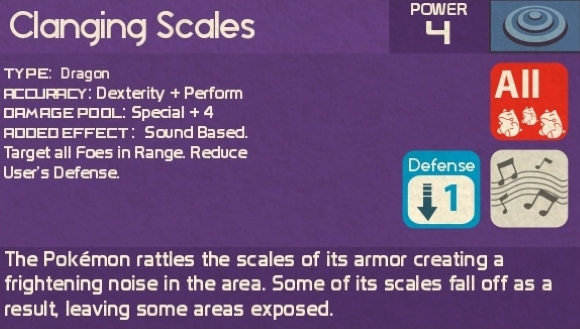 Clanging Scales
POWER
4
TYPE: Dragon
ACCURACY: Dexterity + Perform
DAMAGE POOL: Special + 4
ADDED EFFECT: Sound Based.
Target all Foes in Range. Reduce
User's Defense.
All
Defense
1
The Pokémon rattles the scales of its armor creating a
frightening noise in the area. Some of its scales fall off as a
result, leaving some areas exposed.